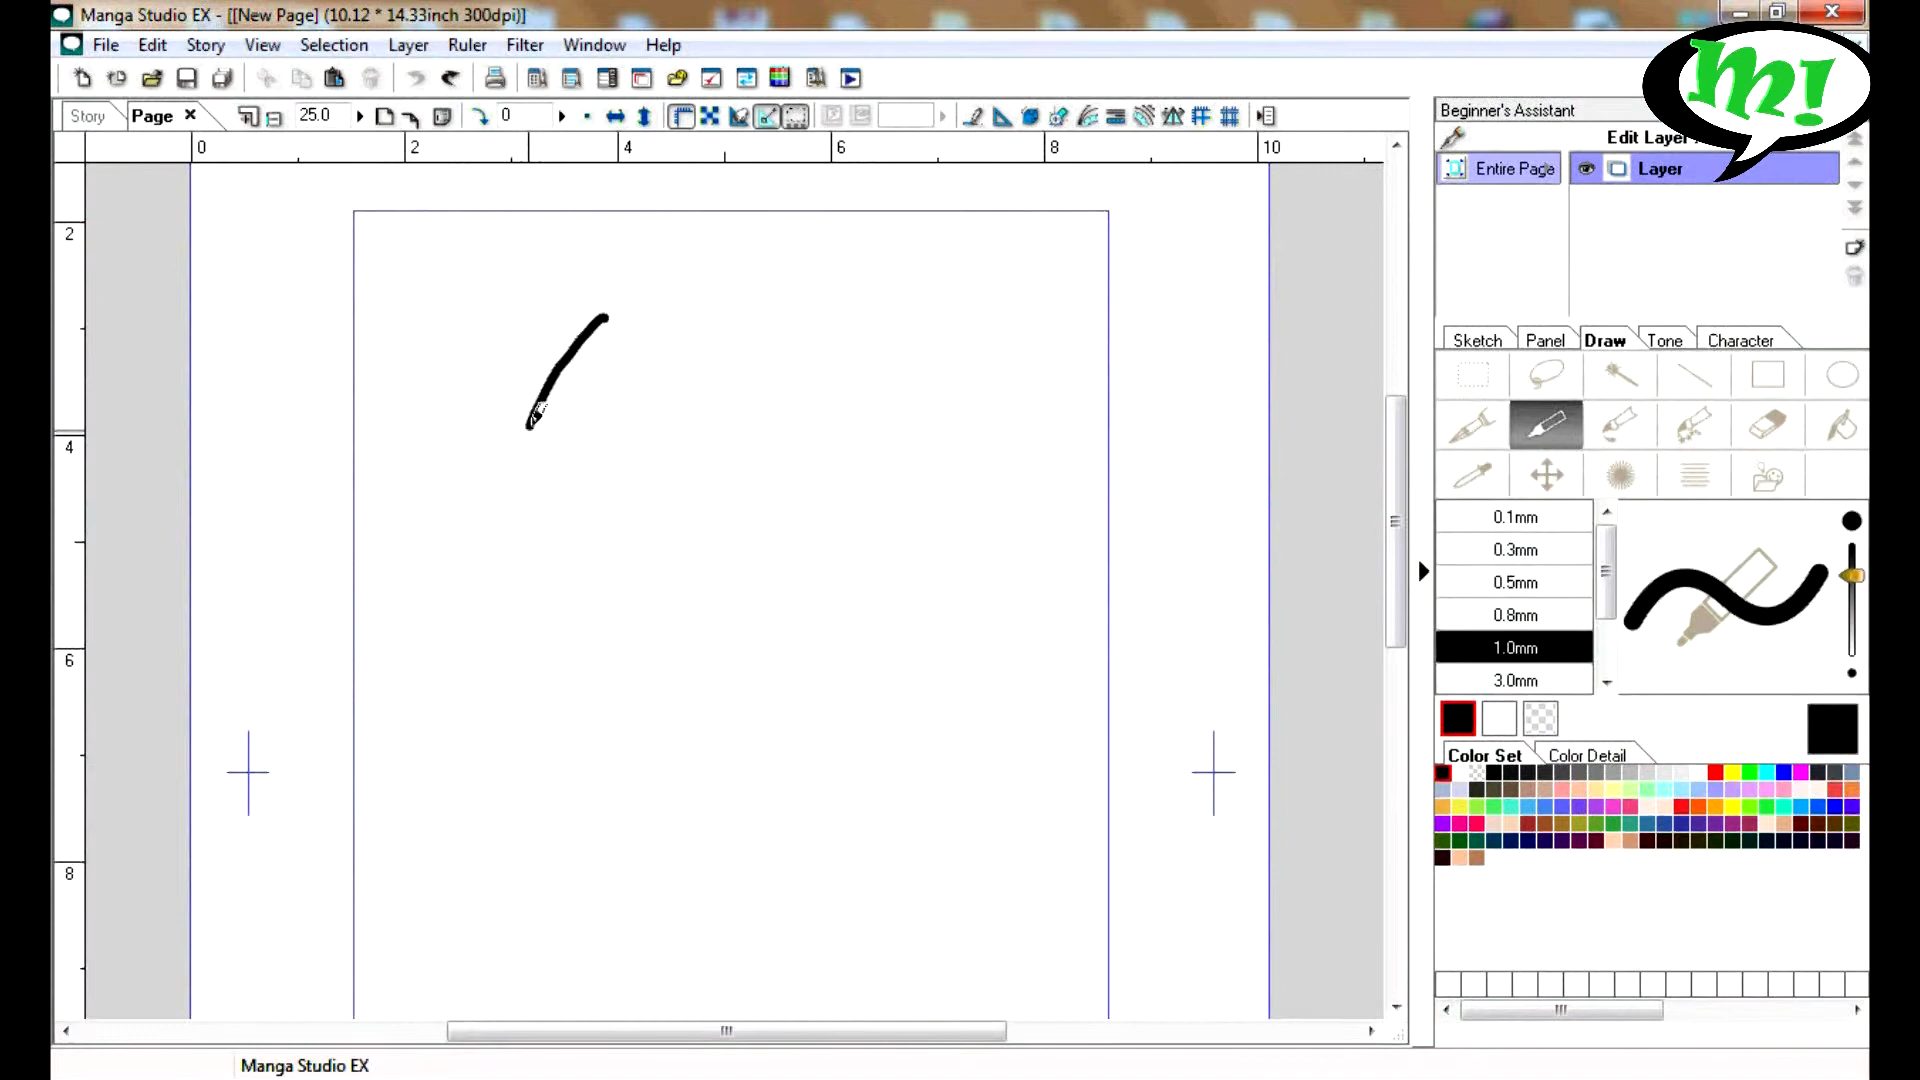 Manga Studio EX - [[New Page] (10.12 * 14.33inch 300dpi)]
File Edit Story View Selection Layer Ruler Filter Window Help
M!
Story Page 25.0 0
Beginner's Assistant
0 2 4 6 8 10
Edit Layer
Entire Page Layer
2
4
6
8
Sketch Panel Draw Tone Character
0.1mm
0.3mm
0.5mm
0.8mm
1.0mm
3.0mm
Color Set Color Detail
Manga Studio EX